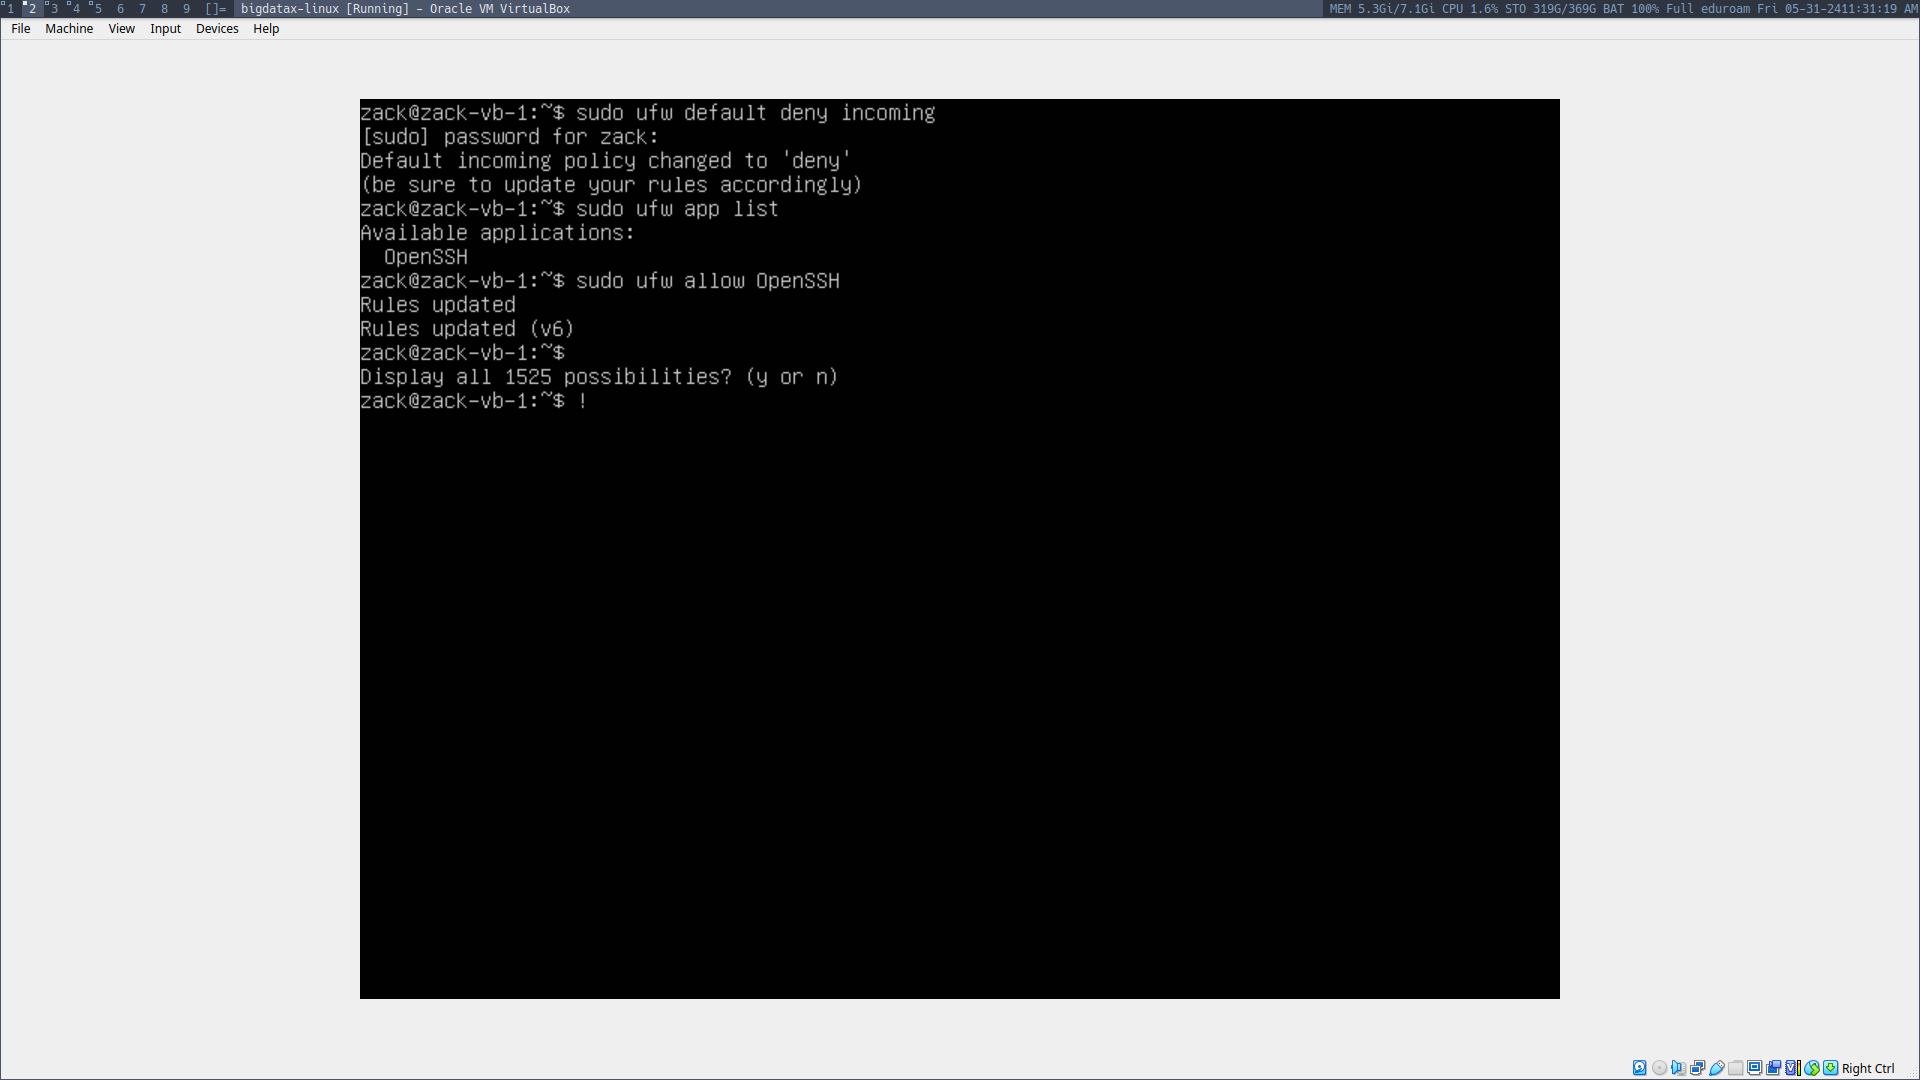 1 2 3 4 5 6 7 8 9 []= bigdatax-linux [Running] - Oracle VM VirtualBox MEM 5.3Gi/7.1Gi CPU 1.6% STO 319G/369G BAT 100% Full eduroam Fri 05-31-2411:31:19 AM
File Machine View Input Devices Help
zack@zack-vb-1:~$ sudo ufw default deny incoming
[sudo] password for zack:
Default incoming policy changed to 'deny'
(be sure to update your rules accordingly)
zack@zack-vb-1:~$ sudo ufw app list
Available applications:
  OpenSSH
zack@zack-vb-1:~$ sudo ufw allow OpenSSH
Rules updated
Rules updated (v6)
zack@zack-vb-1:~$
Display all 1525 possibilities? (y or n)
zack@zack-vb-1:~$ !
Right Ctrl